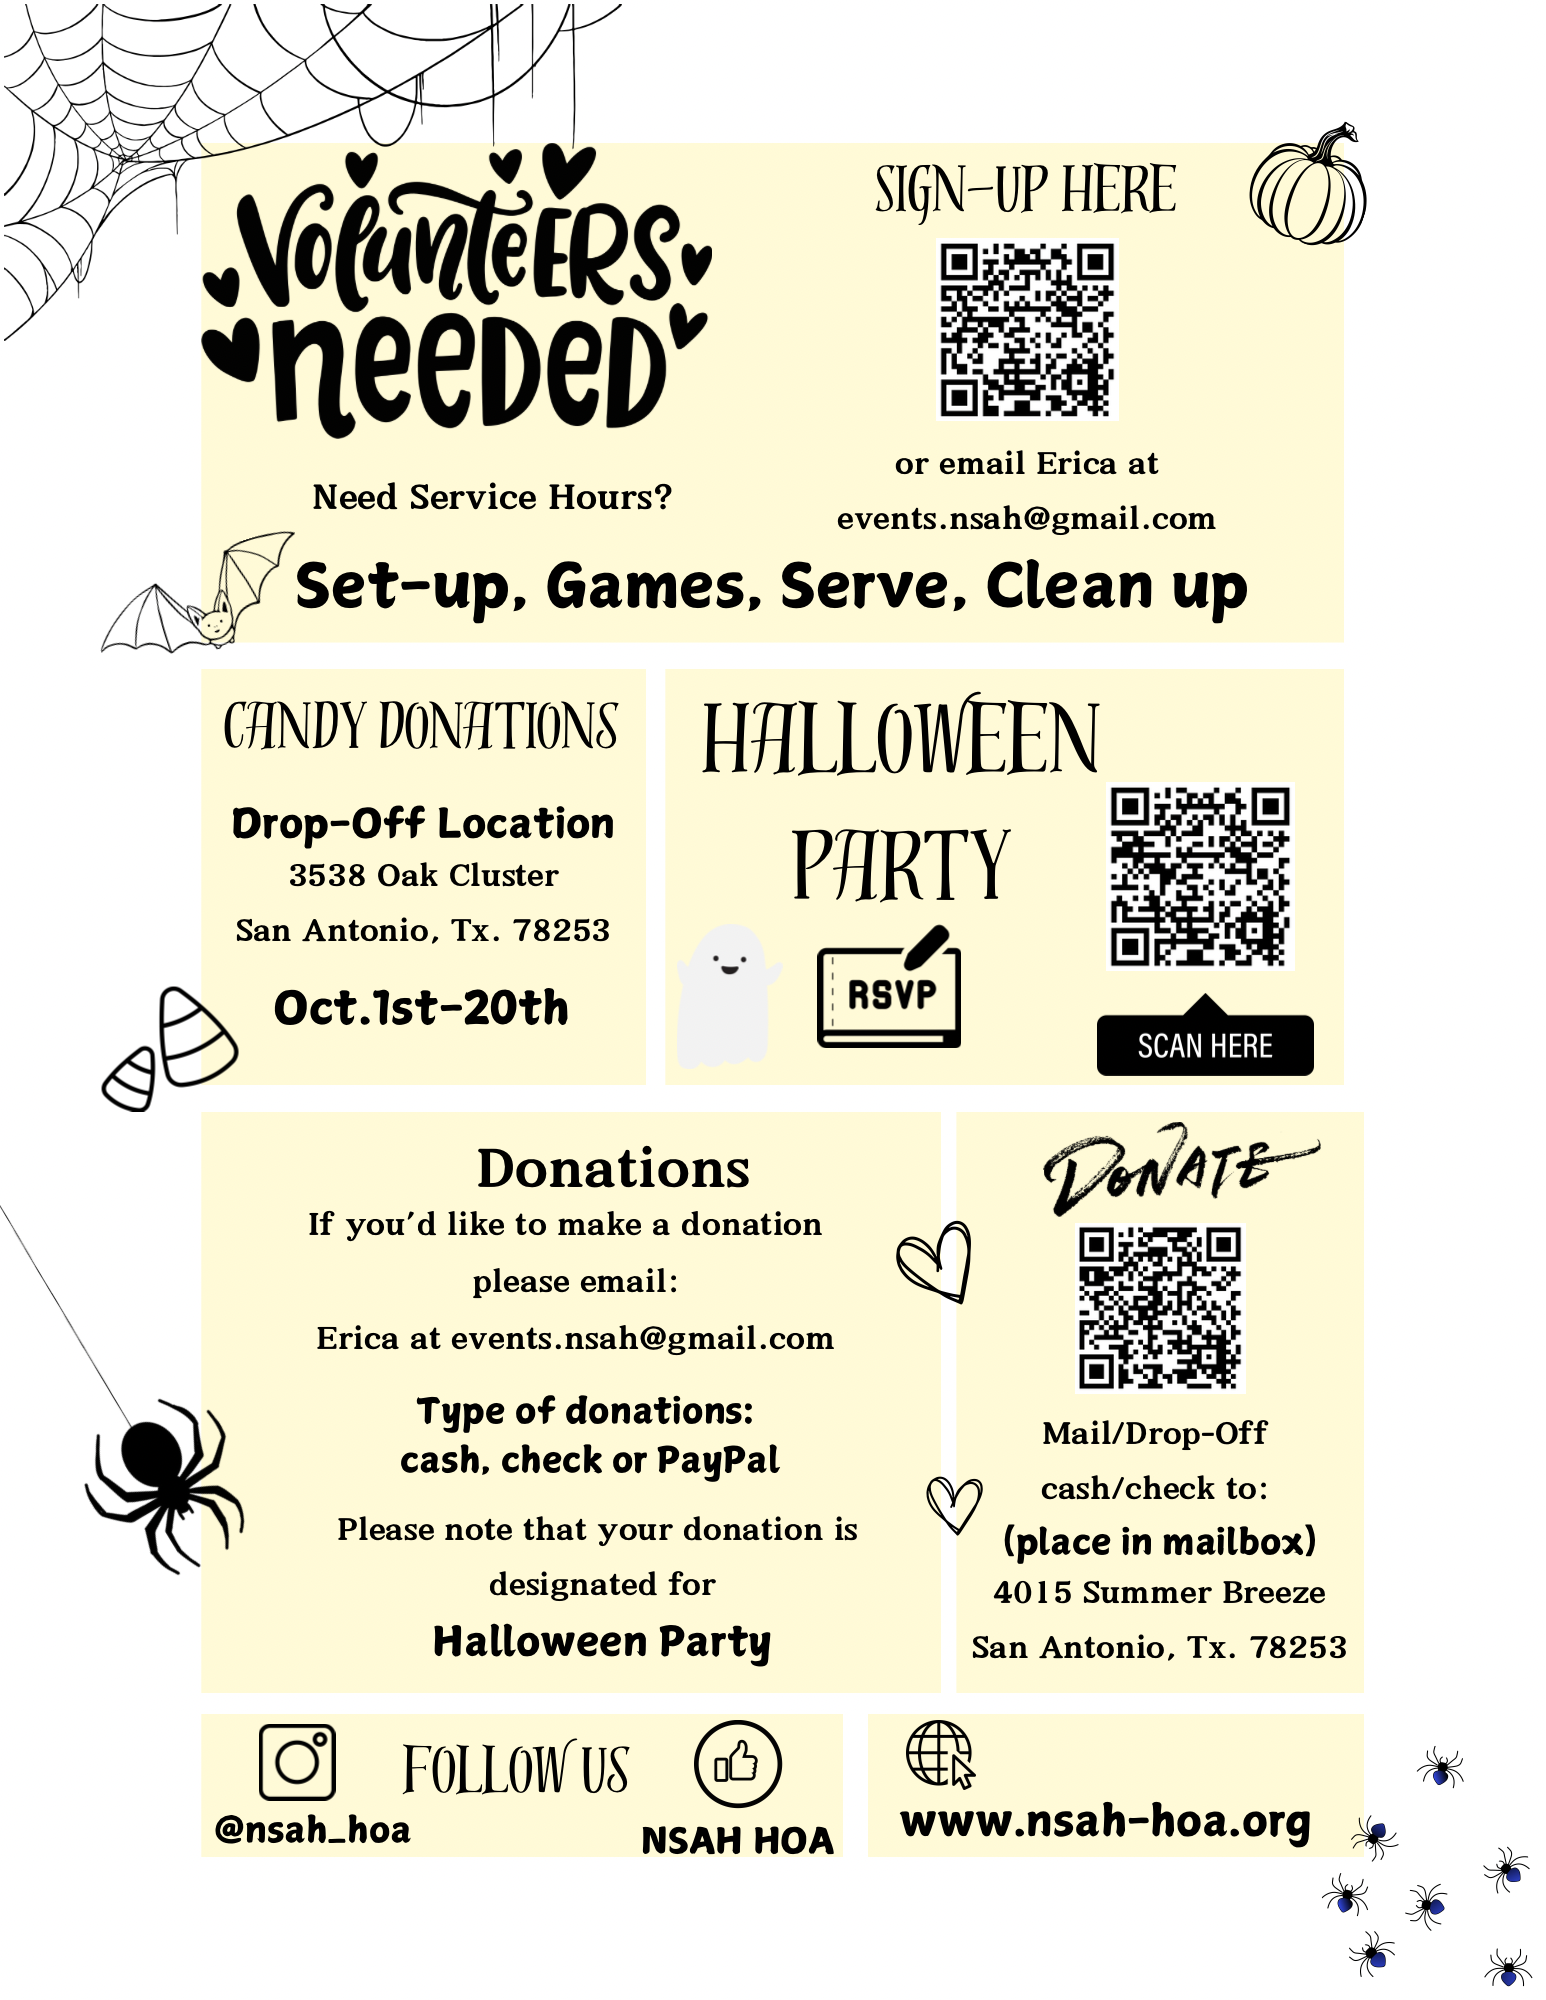 Volunteers
needed
Need Service Hours?
SIGN-UP HERE
or email Erica at
events.nsah@gmail.com
Set-up, Games, Serve, Clean up
CANDY DONATIONS
Drop-Off Location
3538 Oak Cluster
San Antonio, Tx. 78253
Oct.1st-20th
HALLOWEEN
PARTY
RSVP
SCAN HERE
Donations
If you'd like to make a donation
please email:
Erica at events.nsah@gmail.com
Type of donations:
cash, check or PayPal
Please note that your donation is
designated for
Halloween Party
DONATE
Mail/Drop-Off
cash/check to:
(place in mailbox)
4015 Summer Breeze
San Antonio, Tx. 78253
FOLLOW US
@nsah_hoa
NSAH HOA
www.nsah-hoa.org